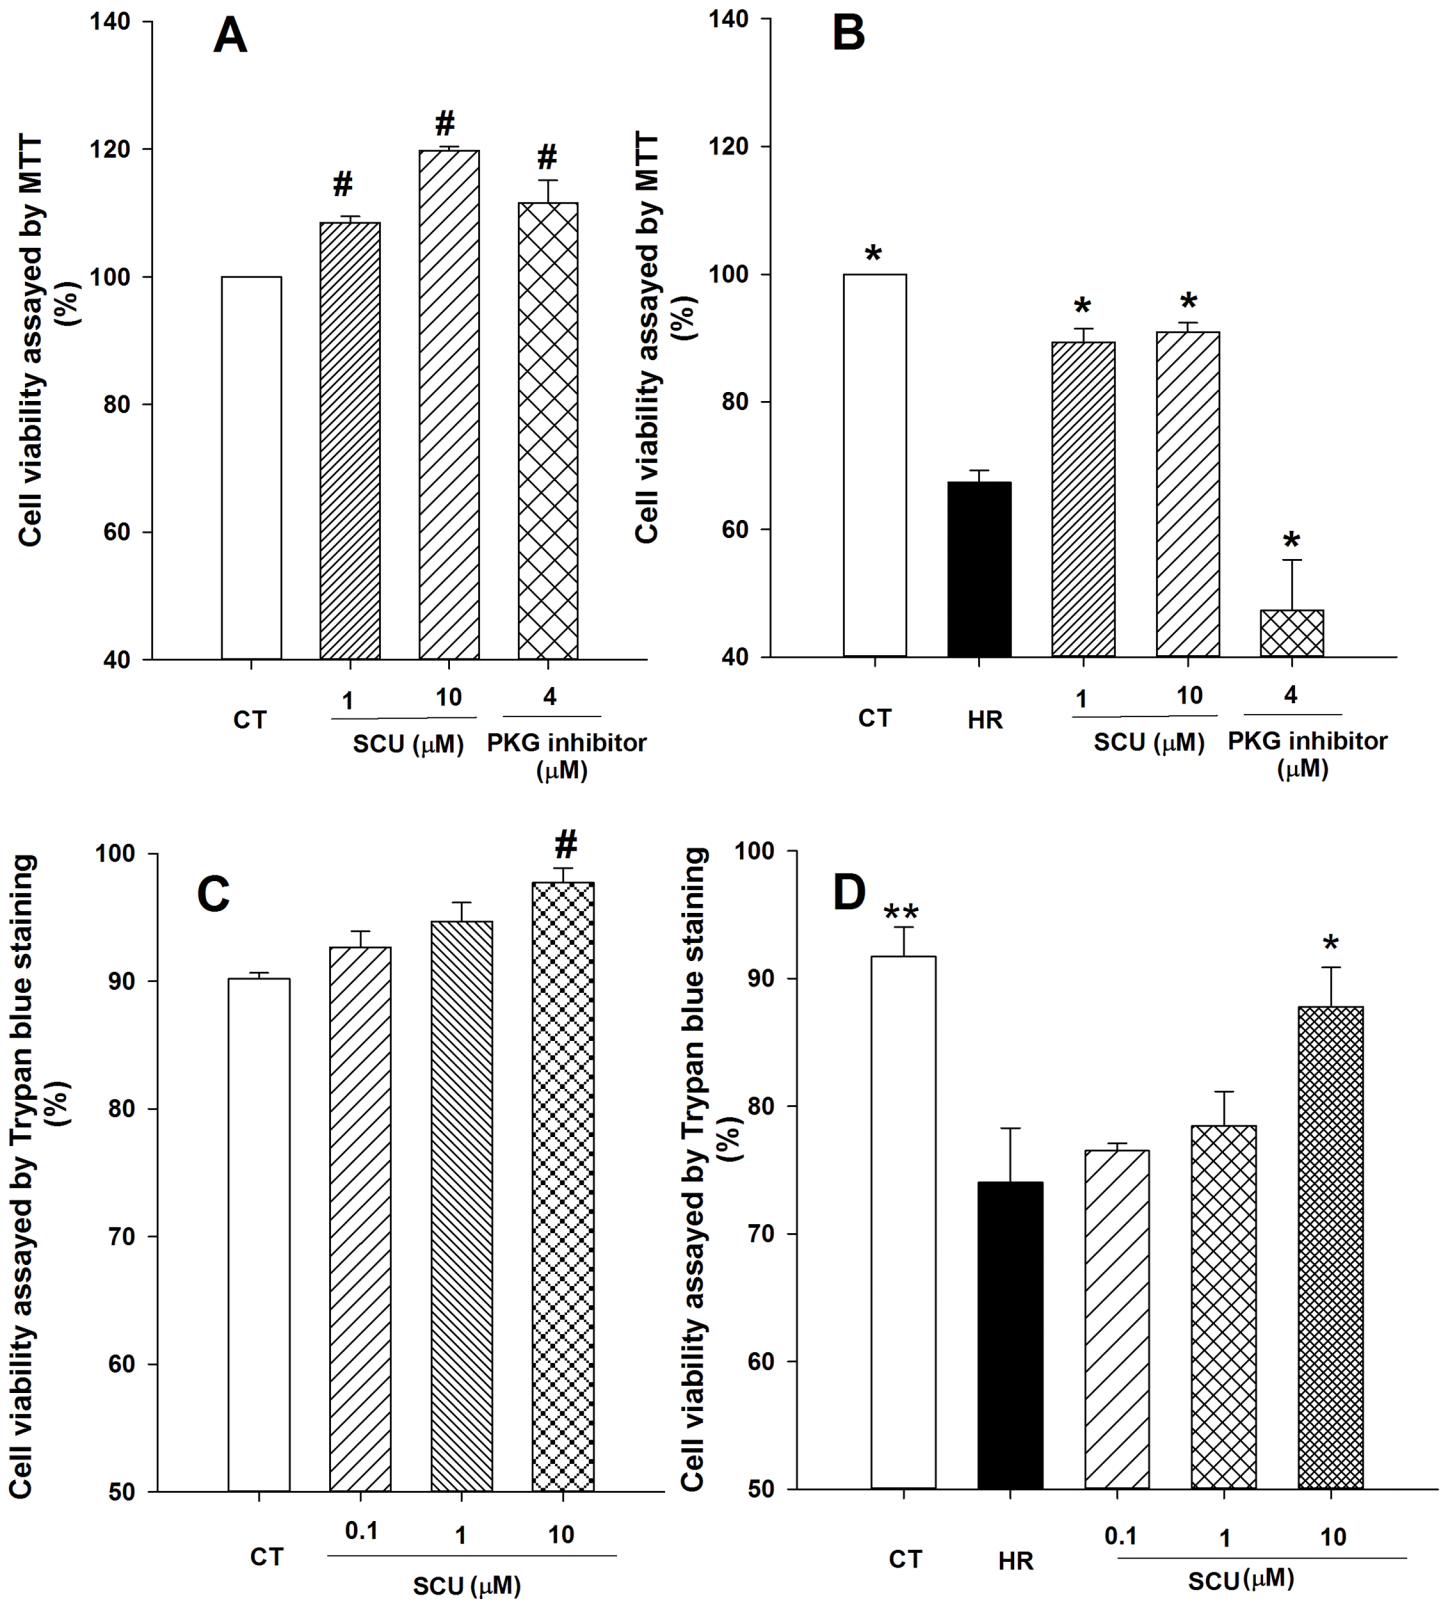 A
Cell viability assayed by MTT
(%)
140
120
100
80
60
40
#
#
#
CT
1
10
4
SCU (μM)
PKG inhibitor
(μM)
B
Cell viability assayed by MTT
(%)
140
120
100
80
60
40
*
*
*
*
CT
HR
1
10
4
SCU (μM)
PKG inhibitor
(μM)
C
Cell viability assayed by Trypan blue staining
(%)
100
90
80
70
60
50
#
CT
0.1
1
10
SCU (μM)
D
Cell viability assayed by Trypan blue staining
(%)
100
90
80
70
60
50
**
*
CT
HR
0.1
1
10
SCU (μM)